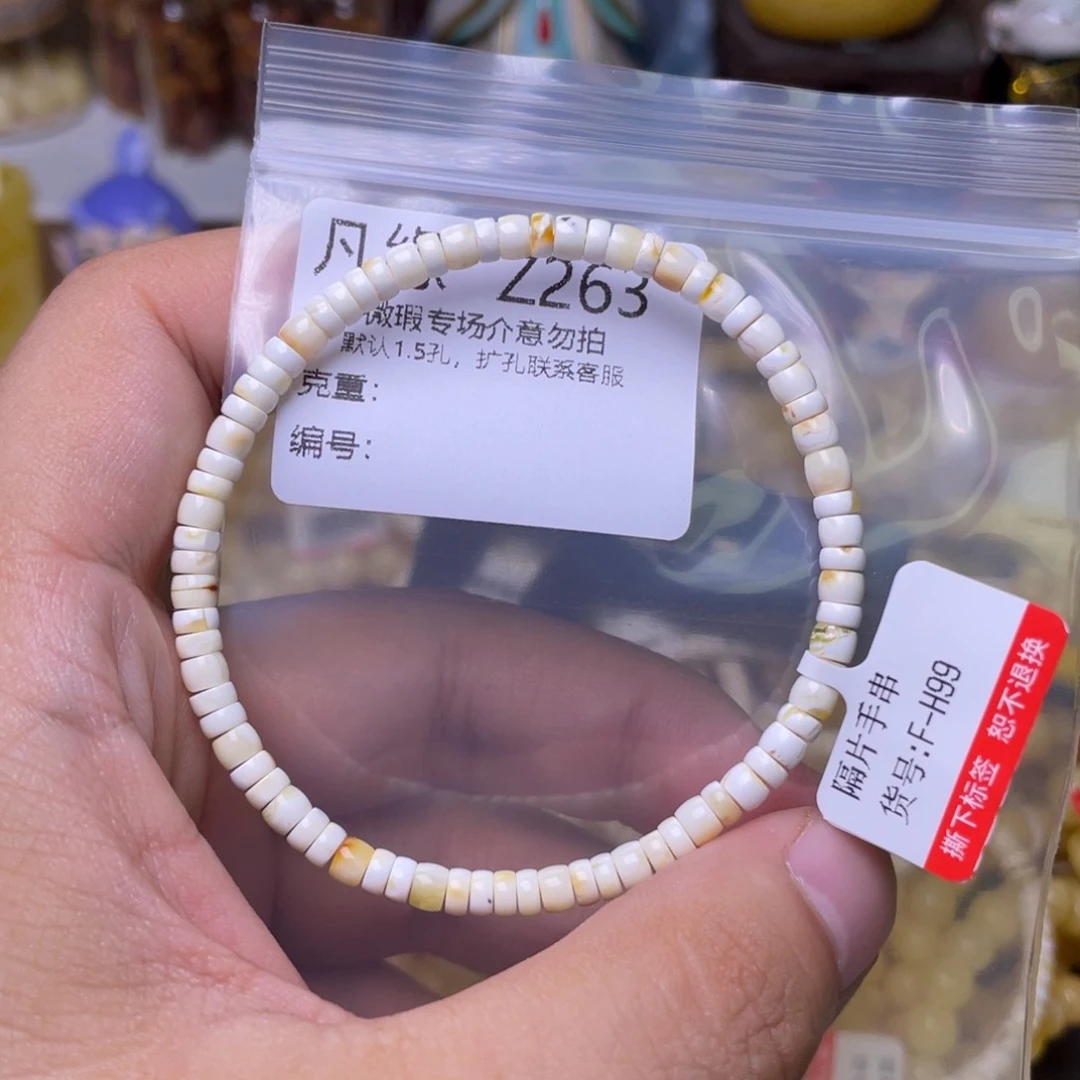 凡 Z263
微瑕专场介意勿拍
默认1.5孔，扩孔联系客服
克重：
编号：
隔片手串
货号:F-H99
撕下标签 恕不退换